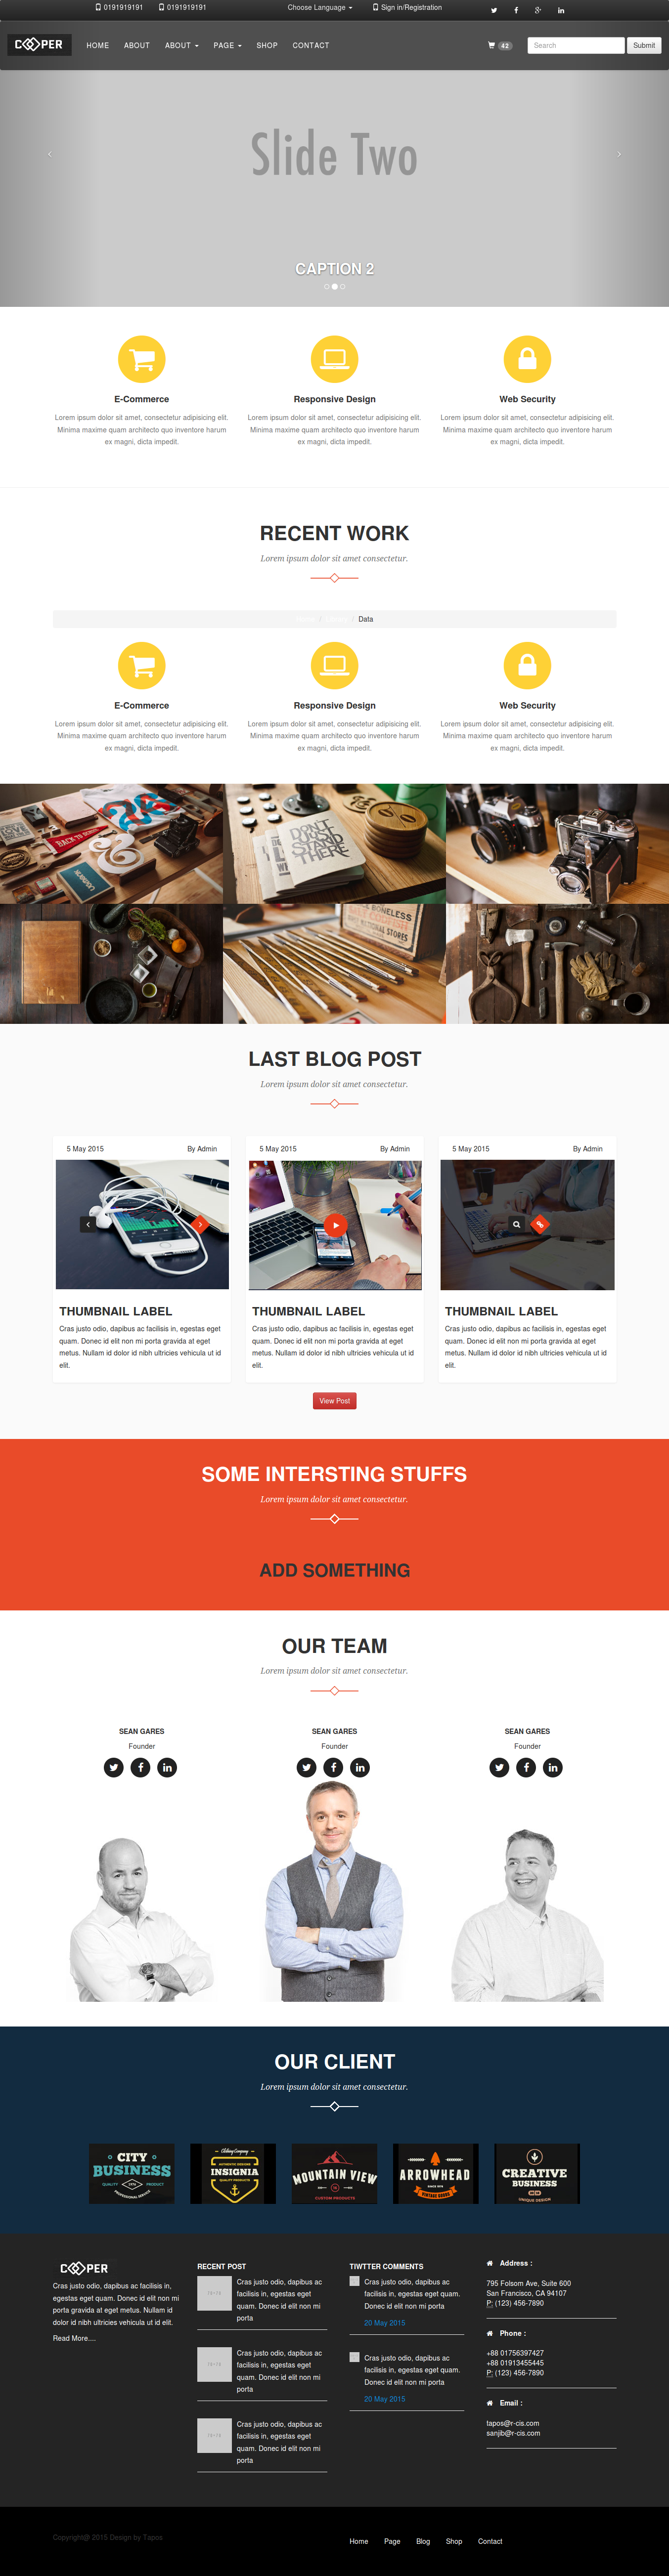 0191919191 0191919191 Choose Language Sign in/Registration
COOPER HOME ABOUT ABOUT PAGE SHOP CONTACT 42 Search Submit
Slide Two
CAPTION 2
E-Commerce
Lorem ipsum dolor sit amet, consectetur adipisicing elit.
Minima maxime quam architecto quo inventore harum
ex magni, dicta impedit.
Responsive Design
Lorem ipsum dolor sit amet, consectetur adipisicing elit.
Minima maxime quam architecto quo inventore harum
ex magni, dicta impedit.
Web Security
Lorem ipsum dolor sit amet, consectetur adipisicing elit.
Minima maxime quam architecto quo inventore harum
ex magni, dicta impedit.
RECENT WORK
Lorem ipsum dolor sit amet consectetur.
/ / Data
E-Commerce
Lorem ipsum dolor sit amet, consectetur adipisicing elit.
Minima maxime quam architecto quo inventore harum
ex magni, dicta impedit.
Responsive Design
Lorem ipsum dolor sit amet, consectetur adipisicing elit.
Minima maxime quam architecto quo inventore harum
ex magni, dicta impedit.
Web Security
Lorem ipsum dolor sit amet, consectetur adipisicing elit.
Minima maxime quam architecto quo inventore harum
ex magni, dicta impedit.
DON'T
STAND
THERE
BONELESS
STORES
LAST BLOG POST
Lorem ipsum dolor sit amet consectetur.
5 May 2015 By Admin
THUMBNAIL LABEL
Cras justo odio, dapibus ac facilisis in, egestas eget
quam. Donec id elit non mi porta gravida at eget
metus. Nullam id dolor id nibh ultricies vehicula ut id
elit.
5 May 2015 By Admin
THUMBNAIL LABEL
Cras justo odio, dapibus ac facilisis in, egestas eget
quam. Donec id elit non mi porta gravida at eget
metus. Nullam id dolor id nibh ultricies vehicula ut id
elit.
5 May 2015 By Admin
THUMBNAIL LABEL
Cras justo odio, dapibus ac facilisis in, egestas eget
quam. Donec id elit non mi porta gravida at eget
metus. Nullam id dolor id nibh ultricies vehicula ut id
elit.
View Post
SOME INTERSTING STUFFS
Lorem ipsum dolor sit amet consectetur.
ADD SOMETHING
OUR TEAM
Lorem ipsum dolor sit amet consectetur.
SEAN GARES
Founder
SEAN GARES
Founder
SEAN GARES
Founder
OUR CLIENT
Lorem ipsum dolor sit amet consectetur.
CITY
BUSINESS
QUALITY PRODUCT
PROFESSIONAL SERVICE
Clothing Company
AUTHENTIC DESIGN
INSIGNIA
QUALITY PRODUCTS
MOUNTAIN VIEW
CUSTOM PRODUCTS
ARROWHEAD
VINTAGE GOODS
CREATIVE
BUSINESS
UNIQUE DESIGN
COOPER
Cras justo odio, dapibus ac facilisis in,
egestas eget quam. Donec id elit non mi
porta gravida at eget metus. Nullam id
dolor id nibh ultricies vehicula ut id elit.
Read More....
RECENT POST
Cras justo odio, dapibus ac
facilisis in, egestas eget
quam. Donec id elit non mi
porta
Cras justo odio, dapibus ac
facilisis in, egestas eget
quam. Donec id elit non mi
porta
Cras justo odio, dapibus ac
facilisis in, egestas eget
quam. Donec id elit non mi
porta
TIWTTER COMMENTS
Cras justo odio, dapibus ac
facilisis in, egestas eget quam.
Donec id elit non mi porta
20 May 2015
Cras justo odio, dapibus ac
facilisis in, egestas eget quam.
Donec id elit non mi porta
20 May 2015
Address :
795 Folsom Ave, Suite 600
San Francisco, CA 94107
P: (123) 456-7890
Phone :
+88 01756397427
+88 01913455445
P: (123) 456-7890
Email :
tapos@r-cis.com
sanjib@r-cis.com
Copyright@ 2015 Design by Tapos
Home Page Blog Shop Contact